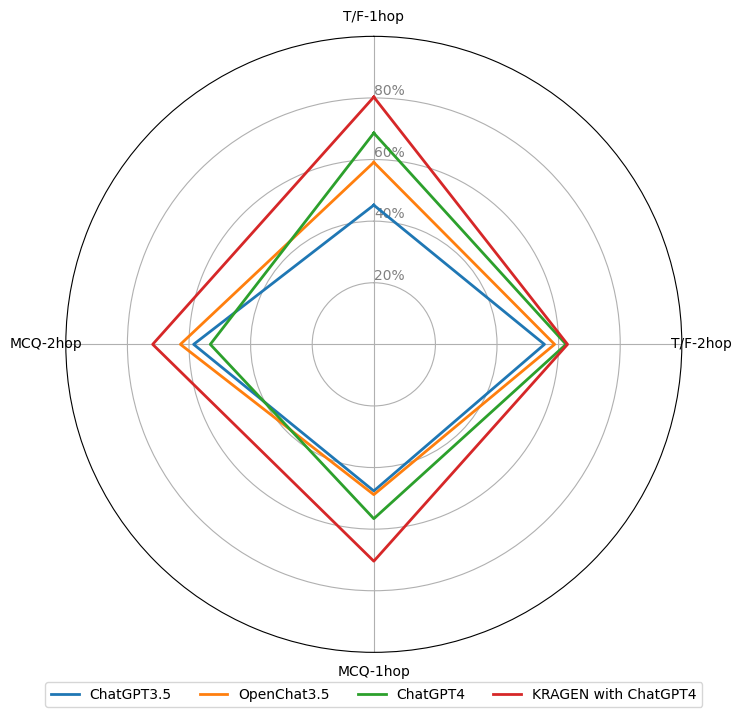 T/F-1hop
80%
60%
40%
20%
MCQ-2hop
T/F-2hop
MCQ-1hop
ChatGPT3.5 OpenChat3.5 ChatGPT4 KRAGEN with ChatGPT4